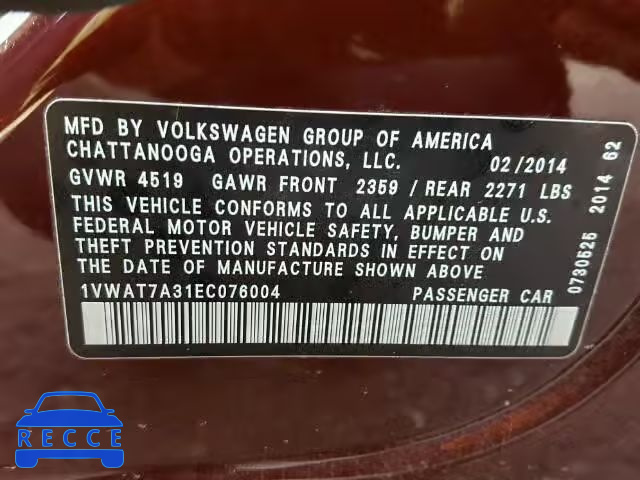 MFD BY VOLKSWAGEN GROUP OF AMERICA
CHATTANOOGA OPERATIONS, LLC. 02/2014
GVWR 4519 GAWR FRONT 2359 / REAR 2271 LBS
THIS VEHICLE CONFORMS TO ALL APPLICABLE U.S.
FEDERAL MOTOR VEHICLE SAFETY, BUMPER AND
THEFT PREVENTION STANDARDS IN EFFECT ON
THE DATE OF MANUFACTURE SHOWN ABOVE
1VWAT7A31EC076004 PASSENGER CAR
0730525 2014 62
RECCE